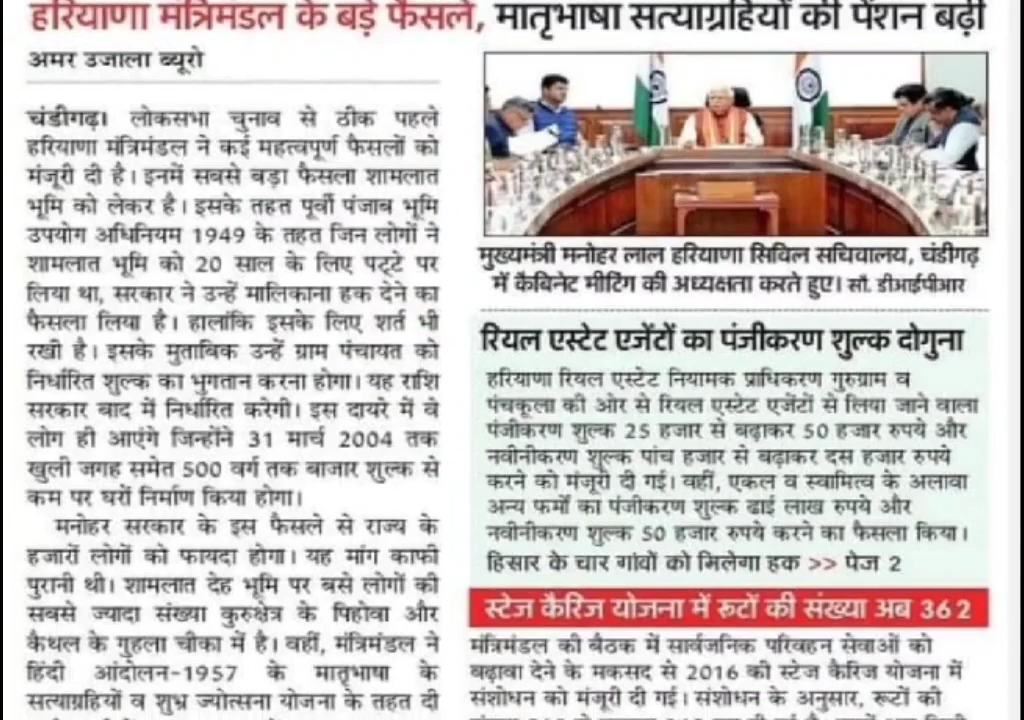 हरियाणा मंत्रिमंडल के बड़े फैसले, मातृभाषा सत्याग्रहियों की पेंशन बढ़ी
अमर उजाला ब्यूरो
चंडीगढ़। लोकसभा चुनाव से ठीक पहले
हरियाणा मंत्रिमंडल ने कई महत्वपूर्ण फैसलों को
मंजूरी दी है। इनमें सबसे बड़ा फैसला शामलात
भूमि को लेकर है। इसके तहत पूर्वी पंजाब भूमि
उपयोग अधिनियम 1949 के तहत जिन लोगों ने
शामलात भूमि को 20 साल के लिए पट्टे पर
लिया था, सरकार ने उन्हें मालिकाना हक देने का
फैसला लिया है। हालांकि इसके लिए शर्त भी
रखी है। इसके मुताबिक उन्हें ग्राम पंचायत को
निर्धारित शुल्क का भुगतान करना होगा। यह राशि
सरकार बाद में निर्धारित करेगी। इस दायरे में वे
लोग ही आएंगे जिन्होंने 31 मार्च 2004 तक
खुली जगह समेत 500 वर्ग तक बाजार शुल्क से
कम पर घरों निर्माण किया होगा।
मनोहर सरकार के इस फैसले से राज्य के
हजारों लोगों को फायदा होगा। यह मांग काफी
पुरानी थी। शामलात देह भूमि पर बसे लोगों की
सबसे ज्यादा संख्या कुरुक्षेत्र के पिहोवा और
कैथल के गुहला चीका में है। वहीं, मंत्रिमंडल ने
हिंदी आंदोलन-1957 के मातृभाषा के
सत्याग्रहियों व शुभ्र ज्योत्सना योजना के तहत दी
मुख्यमंत्री मनोहर लाल हरियाणा सिविल सचिवालय, चंडीगढ़
में कैबिनेट मीटिंग की अध्यक्षता करते हुए। सौ. डीआईपीआर
रियल एस्टेट एजेंटों का पंजीकरण शुल्क दोगुना
हरियाणा रियल एस्टेट नियामक प्राधिकरण गुरुग्राम व
पंचकूला की ओर से रियल एस्टेट एजेंटों से लिया जाने वाला
पंजीकरण शुल्क 25 हजार से बढ़ाकर 50 हजार रुपये और
नवीनीकरण शुल्क पांच हजार से बढ़ाकर दस हजार रुपये
करने को मंजूरी दी गई। वहीं, एकल व स्वामित्व के अलावा
अन्य फर्मों का पंजीकरण शुल्क ढाई लाख रुपये और
नवीनीकरण शुल्क 50 हजार रुपये करने का फैसला किया।
हिसार के चार गांवों को मिलेगा हक >> पेज 2
स्टेज कैरिज योजना में रूटों की संख्या अब 362
मंत्रिमंडल की बैठक में सार्वजनिक परिवहन सेवाओं को
बढ़ावा देने के मकसद से 2016 की स्टेज कैरिज योजना में
संशोधन को मंजूरी दी गई। संशोधन के अनुसार, रूटों की